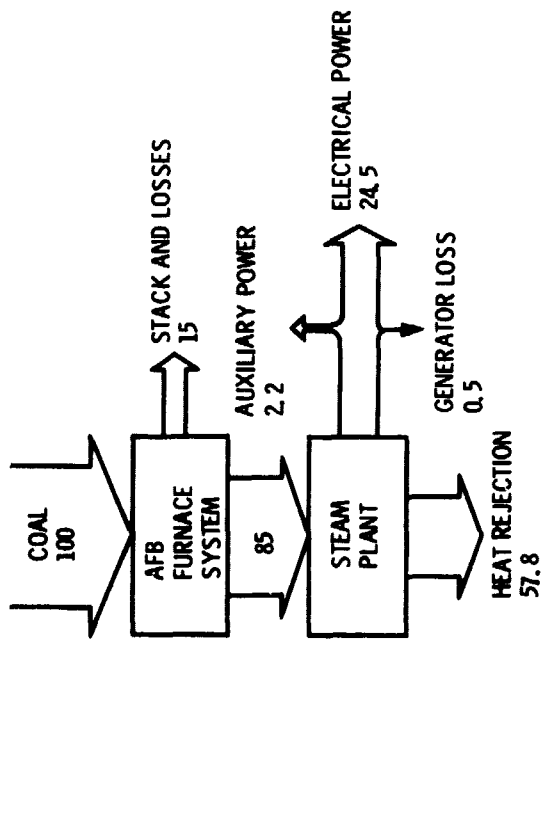 COAL
100
AFB
FURNACE
SYSTEM
STACK AND LOSSES
15
85
AUXILIARY POWER
2.2
STEAM
PLANT
ELECTRICAL POWER
24.5
GENERATOR LOSS
0.5
HEAT REJECTION
57.8